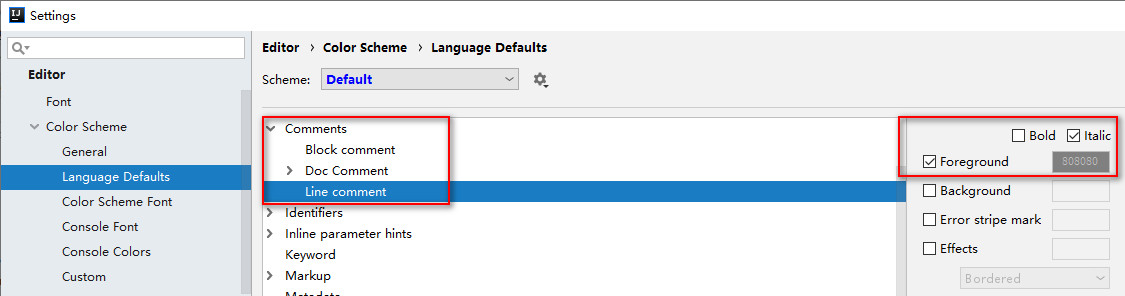 IJ Settings
Editor
Font
Color Scheme
General
Language Defaults
Color Scheme Font
Console Font
Console Colors
Custom
Editor › Color Scheme › Language Defaults
Scheme: Default
Comments
Block comment
Doc Comment
Line comment
Identifiers
Inline parameter hints
Keyword
Markup
Metadata
Bold Italic
Foreground 808080
Background
Error stripe mark
Effects
Bordered